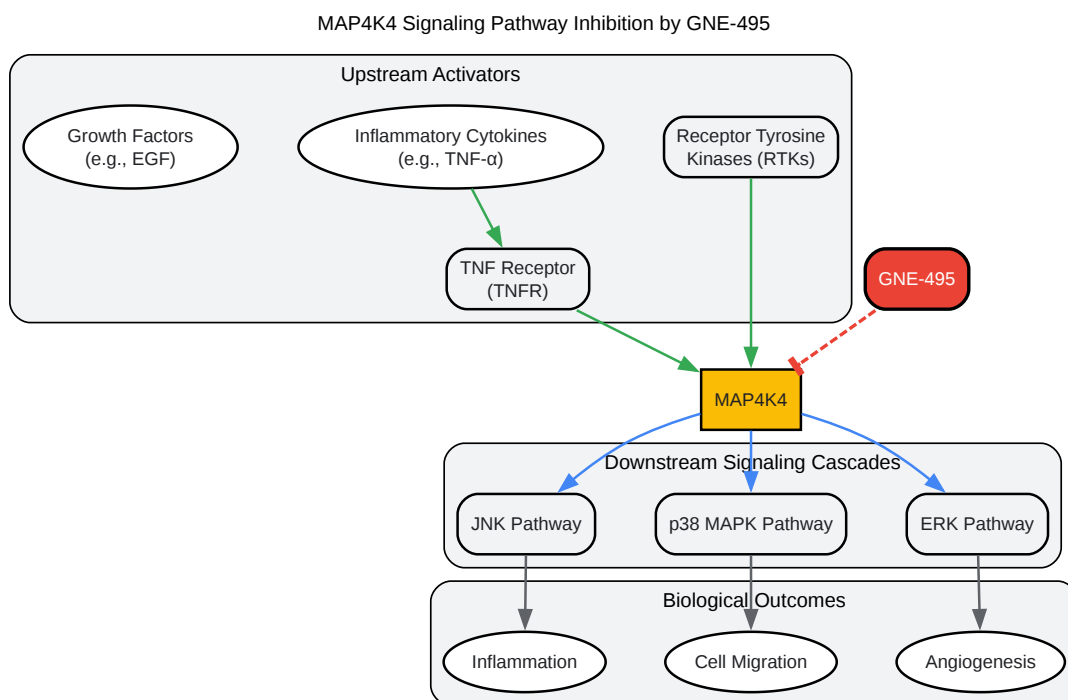 MAP4K4 Signaling Pathway Inhibition by GNE-495
Upstream Activators
Growth Factors
(e.g., EGF)
Inflammatory Cytokines
(e.g., TNF-α)
Receptor Tyrosine
Kinases (RTKs)
TNF Receptor
(TNFR)
GNE-495
MAP4K4
Downstream Signaling Cascades
JNK Pathway
p38 MAPK Pathway
ERK Pathway
Biological Outcomes
Inflammation
Cell Migration
Angiogenesis